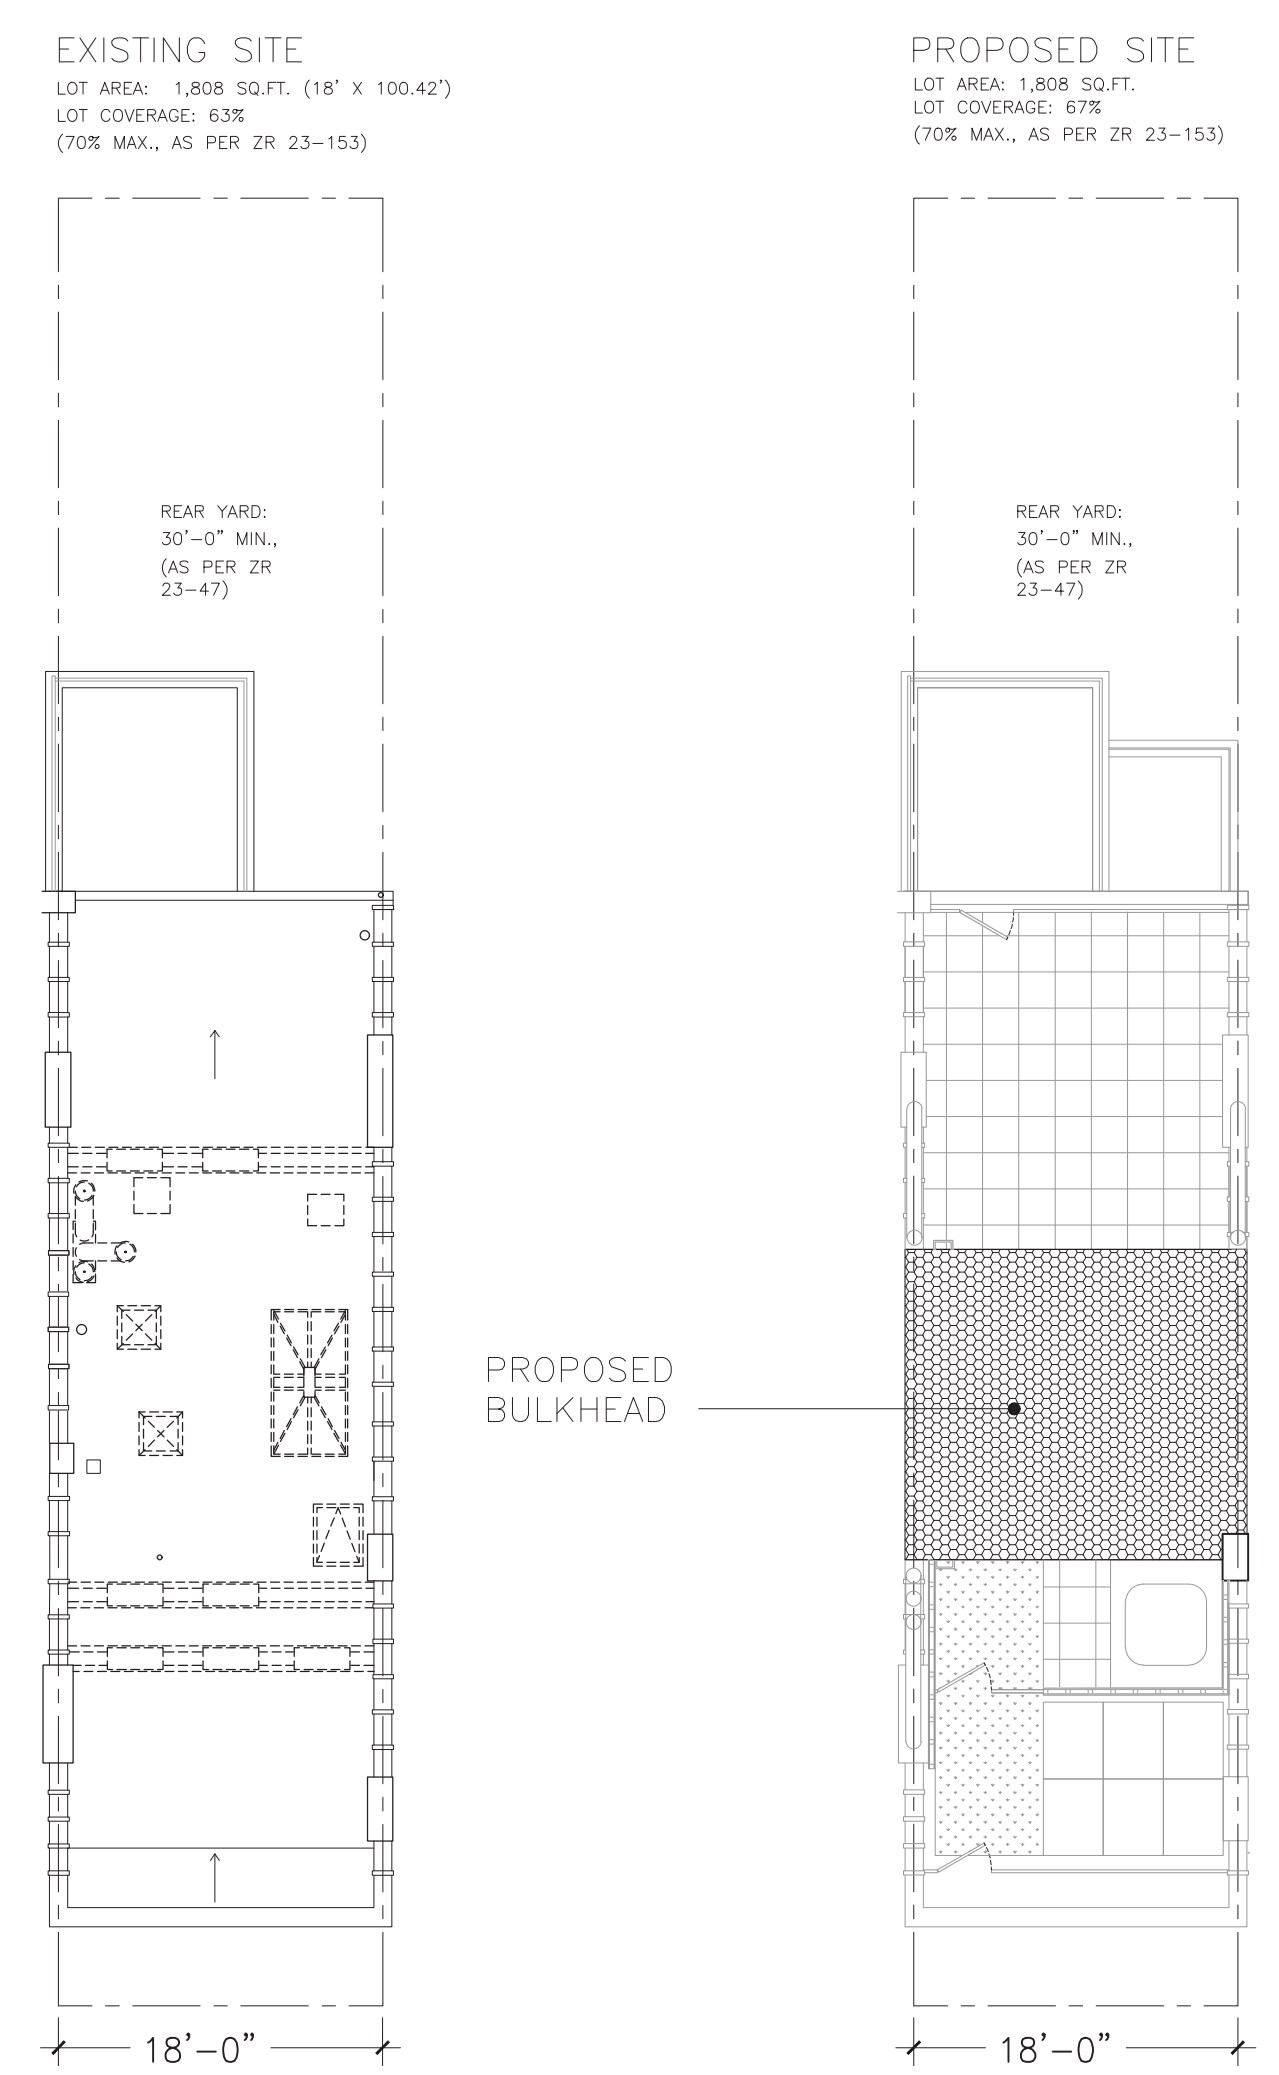 EXISTING SITE
LOT AREA: 1,808 SQ.FT. (18' X 100.42')
LOT COVERAGE: 63%
(70% MAX., AS PER ZR 23-153)
PROPOSED SITE
LOT AREA: 1,808 SQ.FT.
LOT COVERAGE: 67%
(70% MAX., AS PER ZR 23-153)
REAR YARD:
30'-0" MIN.,
(AS PER ZR
23-47)
REAR YARD:
30'-0" MIN.,
(AS PER ZR
23-47)
PROPOSED
BULKHEAD
18'-0"
18'-0"